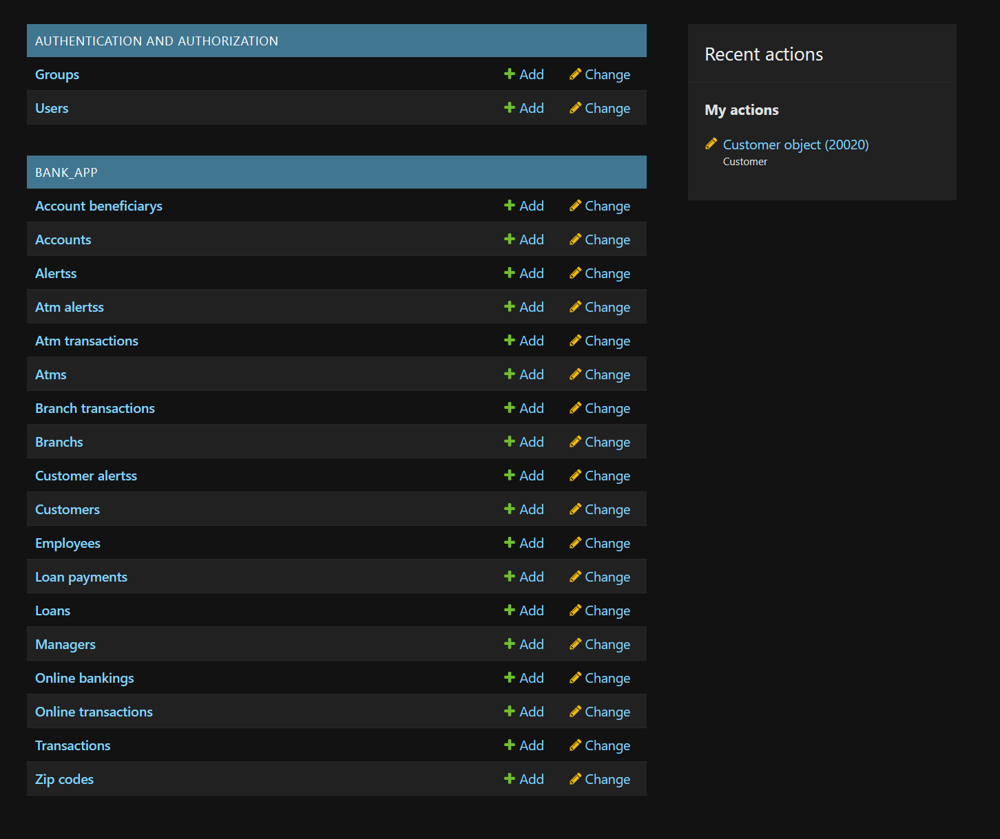 AUTHENTICATION AND AUTHORIZATION
Groups Add Change
Users Add Change
BANK_APP
Account beneficiarys Add Change
Accounts Add Change
Alertss Add Change
Atm alertss Add Change
Atm transactions Add Change
Atms Add Change
Branch transactions Add Change
Branchs Add Change
Customer alertss Add Change
Customers Add Change
Employees Add Change
Loan payments Add Change
Loans Add Change
Managers Add Change
Online bankings Add Change
Online transactions Add Change
Transactions Add Change
Zip codes Add Change
Recent actions
My actions
Customer object (20020)
Customer